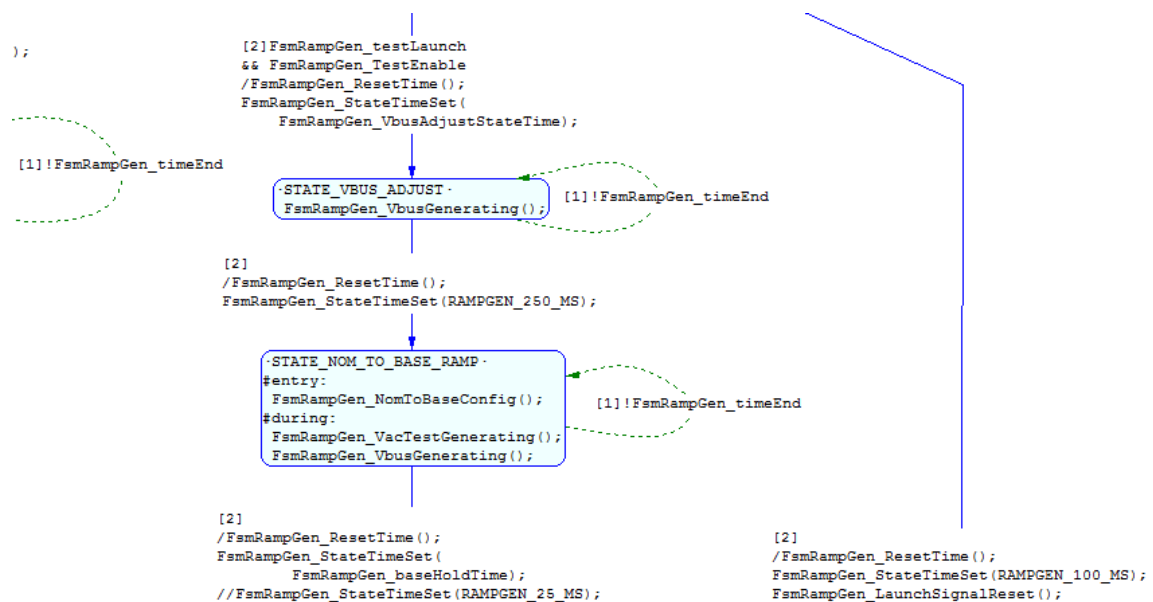 );
[2]FsmRampGen_testLaunch
&& FsmRampGen_TestEnable
/FsmRampGen_ResetTime();
FsmRampGen_StateTimeSet(
FsmRampGen_VbusAdjustStateTime);
[1]!FsmRampGen_timeEnd
·STATE_VBUS_ADJUST·
FsmRampGen_VbusGenerating();
[1]!FsmRampGen_timeEnd
[2]
/FsmRampGen_ResetTime();
FsmRampGen_StateTimeSet(RAMPGEN_250_MS);
·STATE_NOM_TO_BASE_RAMP·
#entry:
FsmRampGen_NomToBaseConfig();
#during:
FsmRampGen_VacTestGenerating();
FsmRampGen_VbusGenerating();
[1]!FsmRampGen_timeEnd
[2]
/FsmRampGen_ResetTime();
FsmRampGen_StateTimeSet(
FsmRampGen_baseHoldTime);
//FsmRampGen_StateTimeSet(RAMPGEN_25_MS);
[2]
/FsmRampGen_ResetTime();
FsmRampGen_StateTimeSet(RAMPGEN_100_MS);
FsmRampGen_LaunchSignalReset();